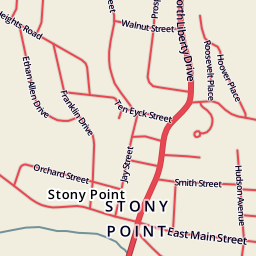 Heights Road
Walnut Street
Prosp
North Liberty Drive
Roosevelt Place
Hoover Place
Ethan Allen Drive
Franklin Drive
Ten Eyck Street
Jay Street
Orchard Street
Stony Point
Smith Street
Hudson Avenue
STONY
POINT
East Main Street